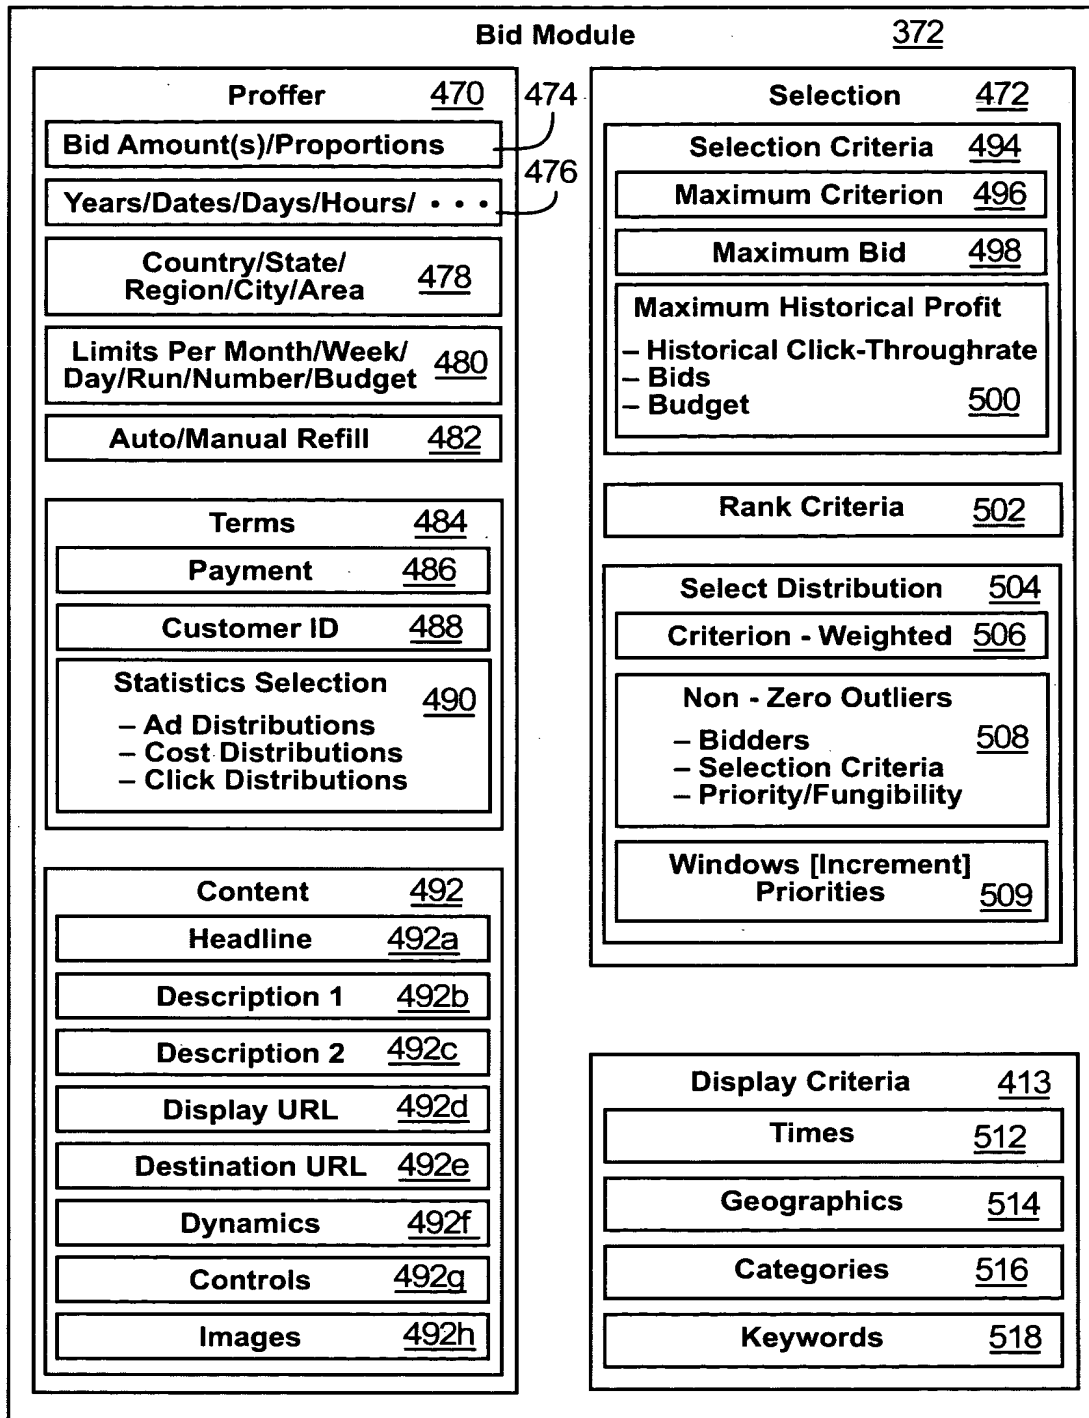 Bid Module 372
Proffer 470
474
Bid Amount(s)/Proportions
476
Years/Dates/Days/Hours/ • • •
Country/State/
Region/City/Area 478
Limits Per Month/Week/
Day/Run/Number/Budget 480
Auto/Manual Refill 482
Terms 484
Payment 486
Customer ID 488
Statistics Selection 490
– Ad Distributions
– Cost Distributions
– Click Distributions
Content 492
Headline 492a
Description 1 492b
Description 2 492c
Display URL 492d
Destination URL 492e
Dynamics 492f
Controls 492g
Images 492h
Selection 472
Selection Criteria 494
Maximum Criterion 496
Maximum Bid 498
Maximum Historical Profit
– Historical Click-Throughrate
– Bids
– Budget 500
Rank Criteria 502
Select Distribution 504
Criterion - Weighted 506
Non - Zero Outliers
– Bidders 508
– Selection Criteria
– Priority/Fungibility
Windows [Increment]
Priorities 509
Display Criteria 413
Times 512
Geographics 514
Categories 516
Keywords 518